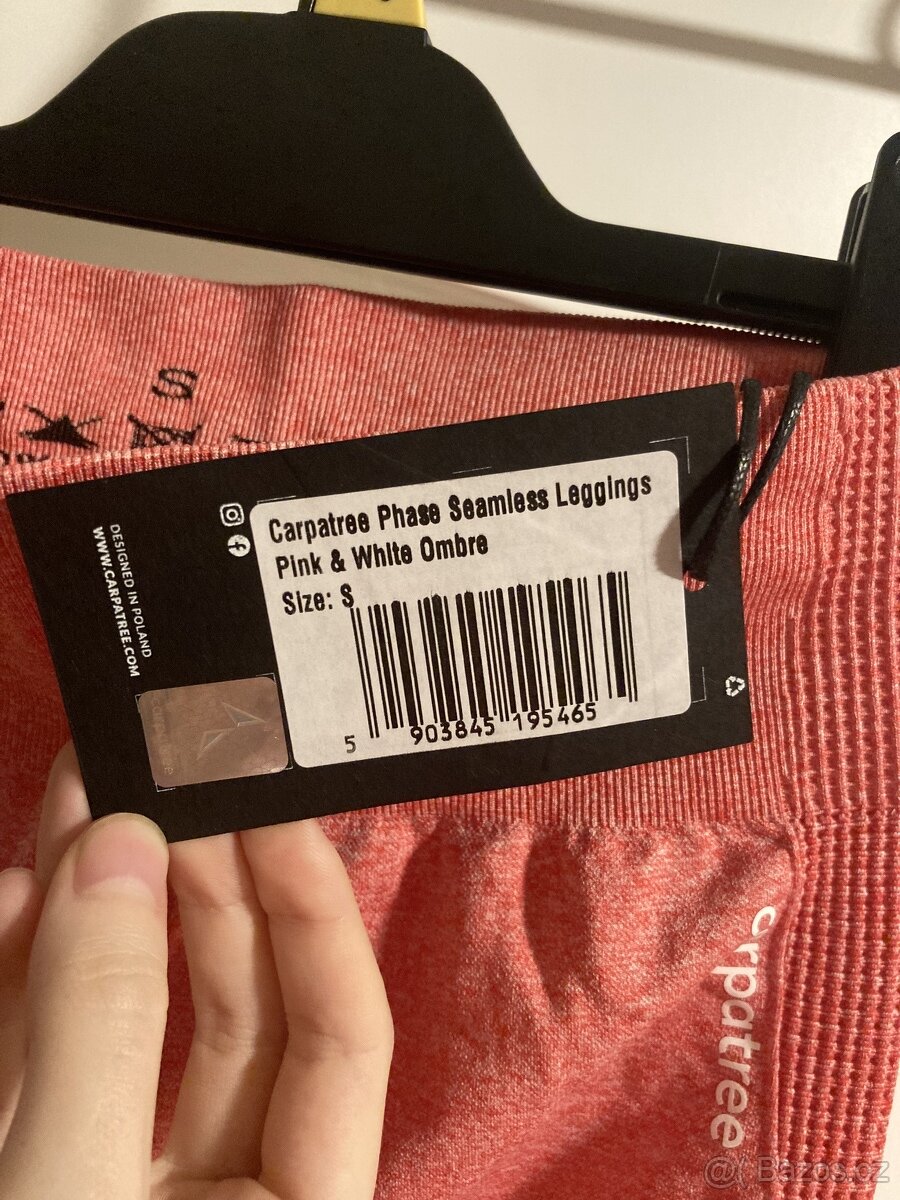 S
DESIGNED IN POLAND
WWW.CARPATREE.COM
Carpatree Phase Seamless Leggings
Pink & White Ombre
Size: S
5 903845 195465
arpatree
@ Bazos.cz